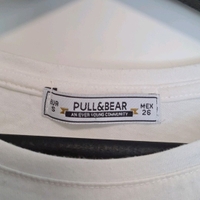 EUR
S
PULL&BEAR
AN EVER YOUNG COMMUNITY
MEX
26